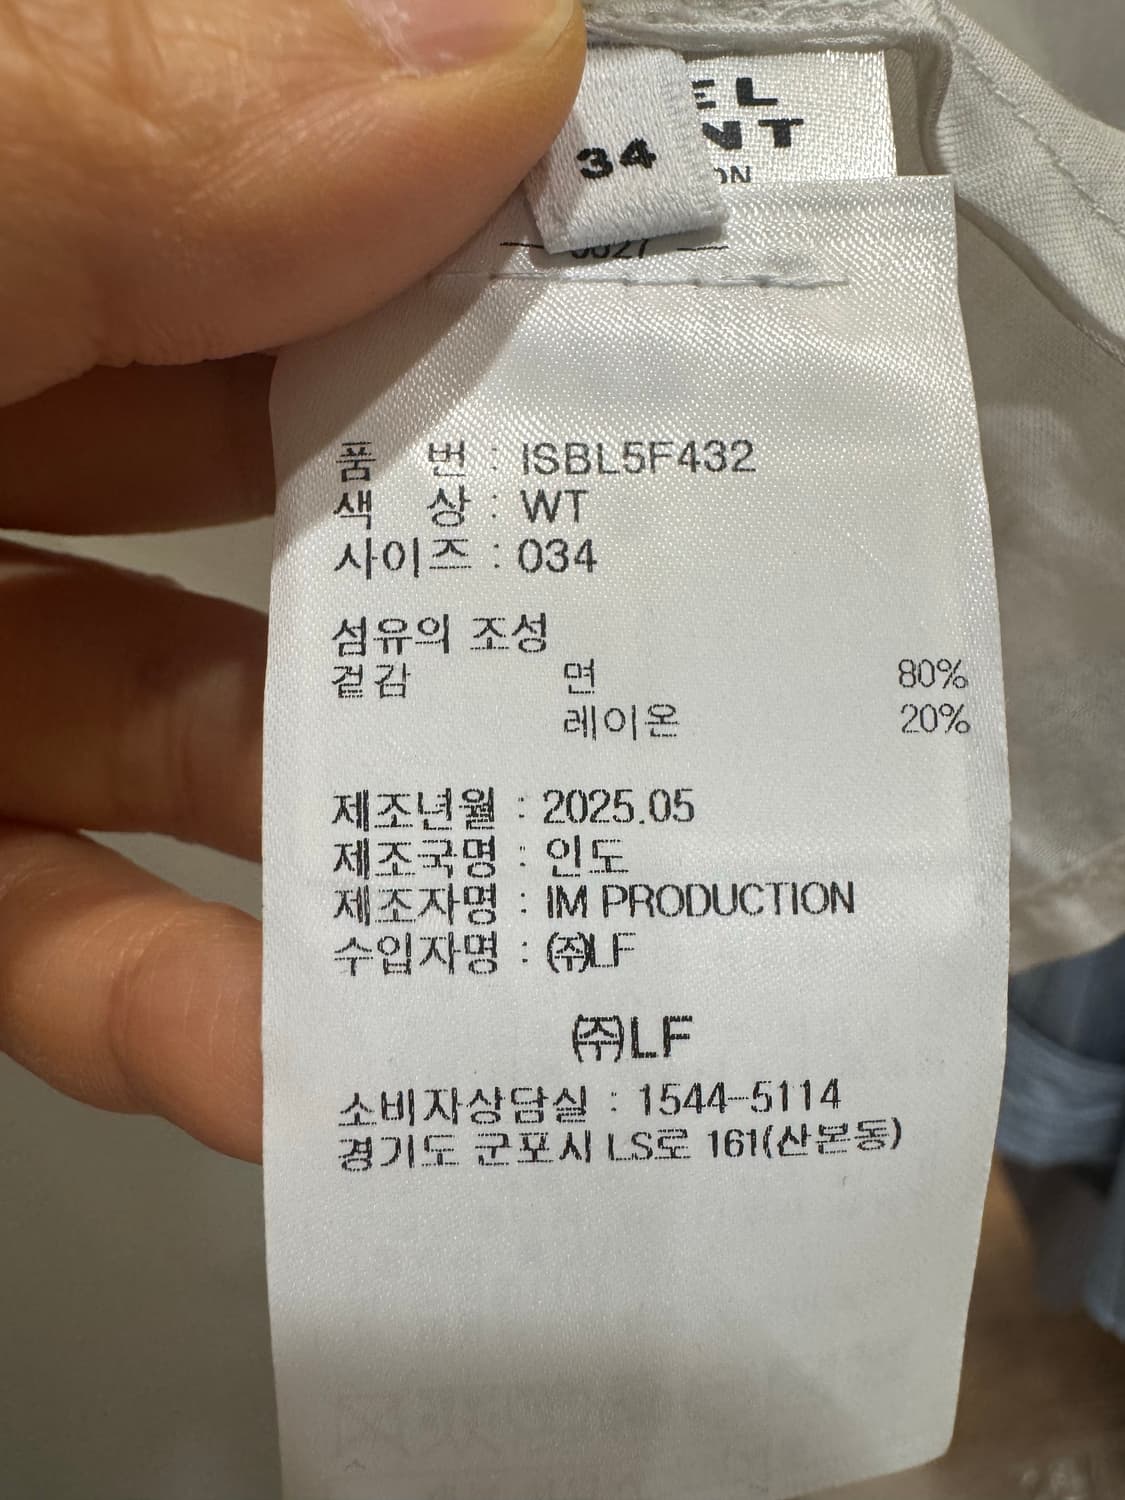 34
NT
품 번 : ISBL5F432
색 상 : WT
사이즈 : 034
섬유의 조성
겉감 면 80%
레이온 20%
제조년월 : 2025.05
제조국명 : 인도
제조자명 : IM PRODUCTION
수입자명 : ㈜LF
㈜LF
소비자상담실 : 1544-5114
경기도 군포시 LS로 161(산본동)